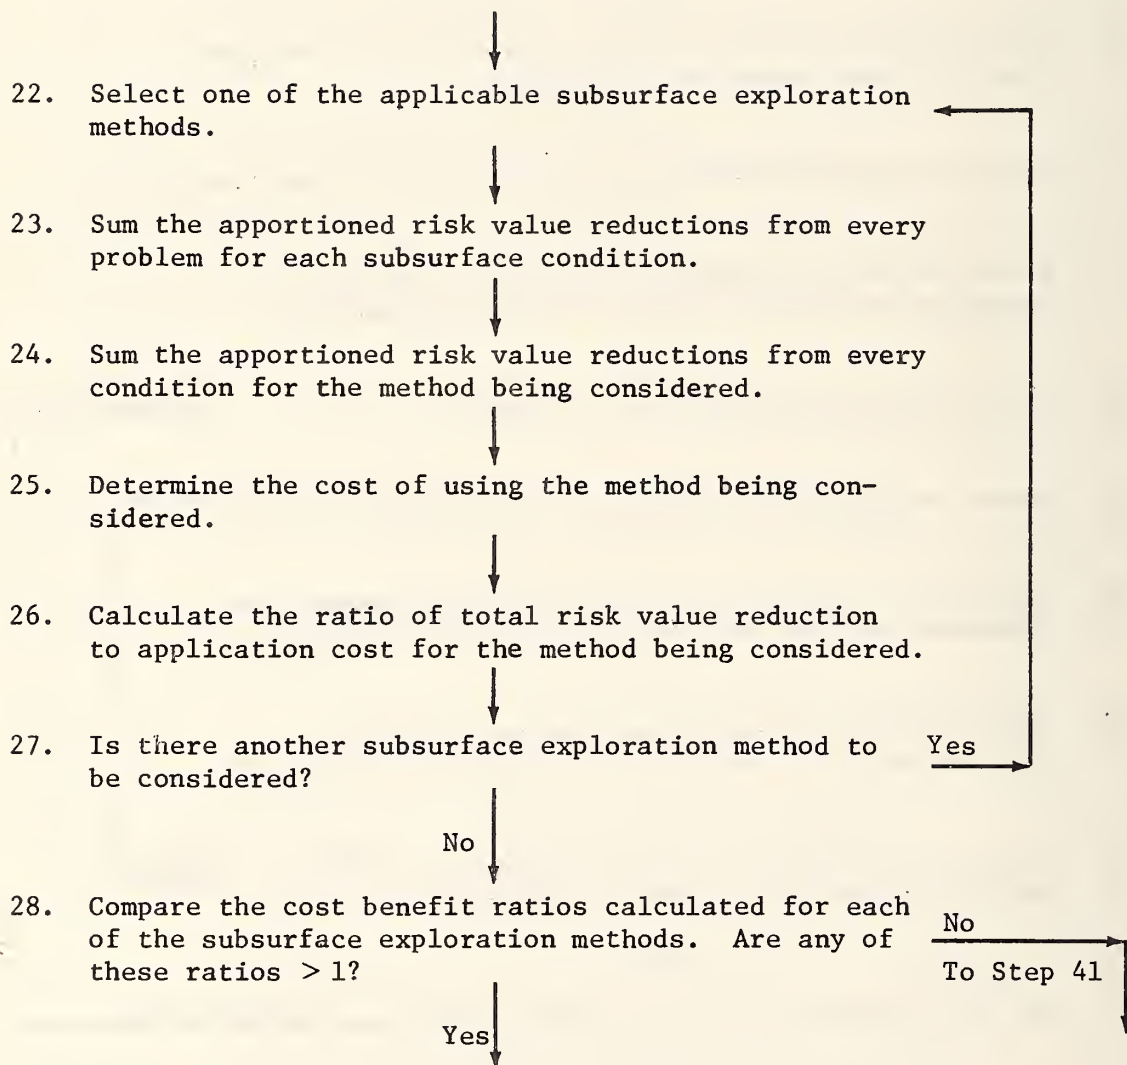 22. Select one of the applicable subsurface exploration
methods.
23. Sum the apportioned risk value reductions from every
problem for each subsurface condition.
24. Sum the apportioned risk value reductions from every
condition for the method being considered.
25. Determine the cost of using the method being con-
sidered.
26. Calculate the ratio of total risk value reduction
to application cost for the method being considered.
27. Is there another subsurface exploration method to
be considered?
Yes
No
28. Compare the cost benefit ratios calculated for each
of the subsurface exploration methods. Are any of
these ratios > 1?
No
To Step 41
Yes